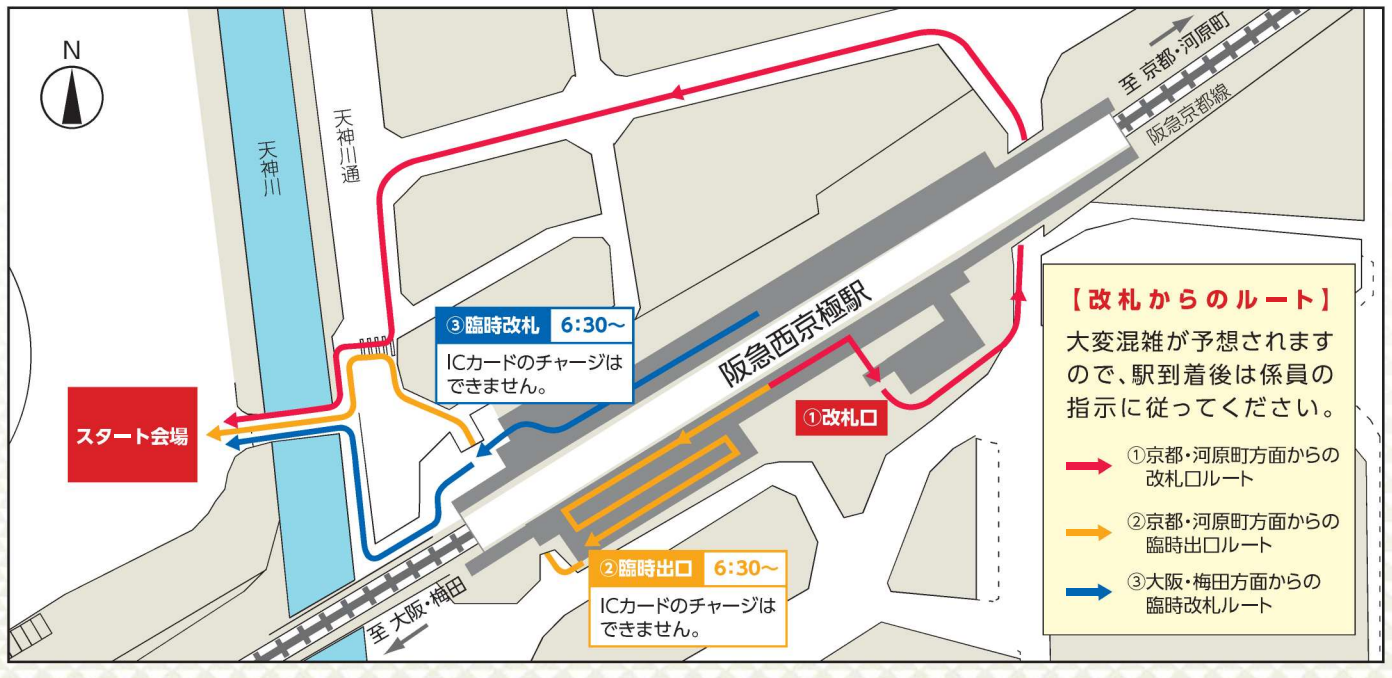 N
天神川
天神川通
至 京都・河原町
阪急京都線
③臨時改札 6:30～
ICカードのチャージは
できません。
阪急西京極駅
①改札口
スタート会場
②臨時出口 6:30～
ICカードのチャージは
できません。
至 大阪・梅田
【改札からのルート】
大変混雑が予想されます
ので、駅到着後は係員の
指示に従ってください。
①京都・河原町方面からの
改札口ルート
②京都・河原町方面からの
臨時出口ルート
③大阪・梅田方面からの
臨時改札ルート